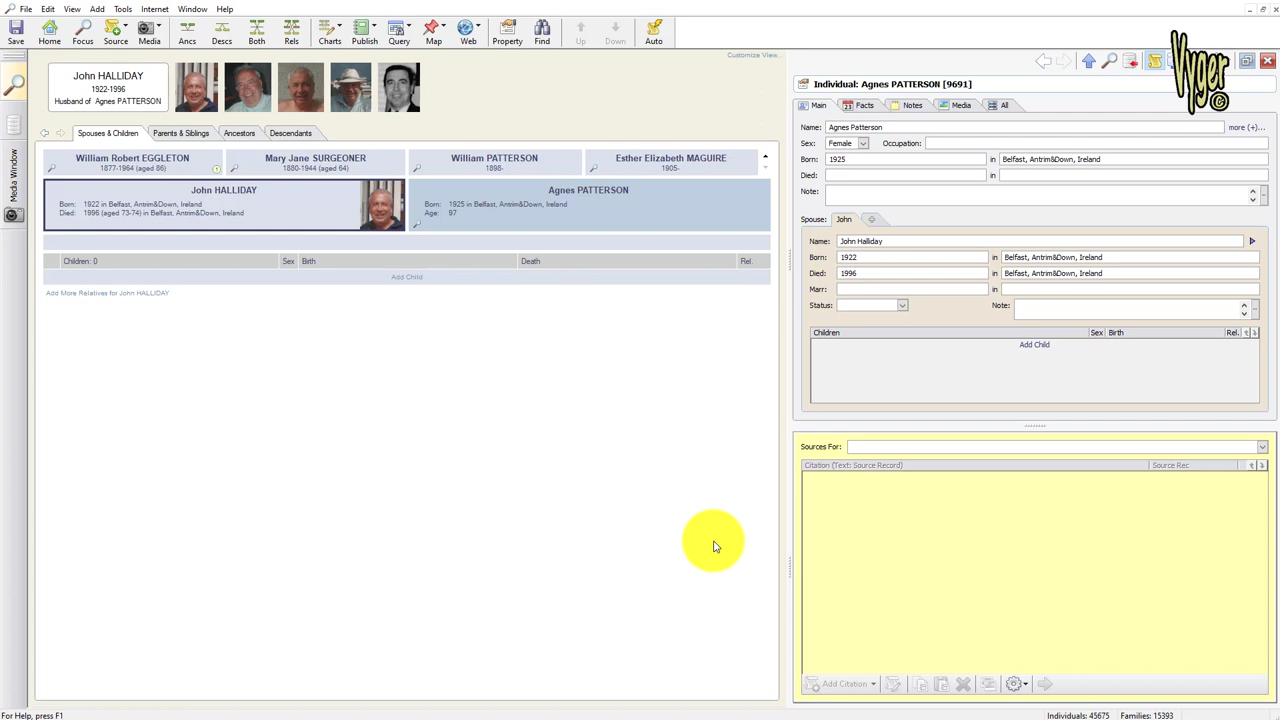 File Edit View Add Tools Internet Window Help
Save Home Focus Source Media Ancs Descs Both Rels Charts Publish Query Map Web Property Find Up Down Auto
Vyger ©
Customize View...
John HALLIDAY
1922-1996
Husband of Agnes PATTERSON
Spouses & Children Parents & Siblings Ancestors Descendants
William Robert EGGLETON
1877-1964 (aged 86)
Mary Jane SURGEONER
1880-1944 (aged 64)
William PATTERSON
1898-
Esther Elizabeth MAGUIRE
1905-
John HALLIDAY
Born: 1922 in Belfast, Antrim&Down, Ireland
Died: 1996 (aged 73-74) in Belfast, Antrim&Down, Ireland
Agnes PATTERSON
Born: 1925 in Belfast, Antrim&Down, Ireland
Age: 97
Children: 0 Sex Birth Death Rel.
Add Child
Add More Relatives for John HALLIDAY
Media Window
Individual: Agnes PATTERSON [9691]
Main Facts Notes Media All
Name: Agnes Patterson more (+)...
Sex: Female Occupation:
Born: 1925 in Belfast, Antrim&Down, Ireland
Died: in
Note:
Spouse: John
Name: John Halliday
Born: 1922 in Belfast, Antrim&Down, Ireland
Died: 1996 in Belfast, Antrim&Down, Ireland
Marr: in
Status: Note:
Children Sex Birth Rel.
Add Child
Sources For:
Citation (Text: Source Record) Source Rec
Add Citation
For Help, press F1 Individuals: 45675 Families: 15393